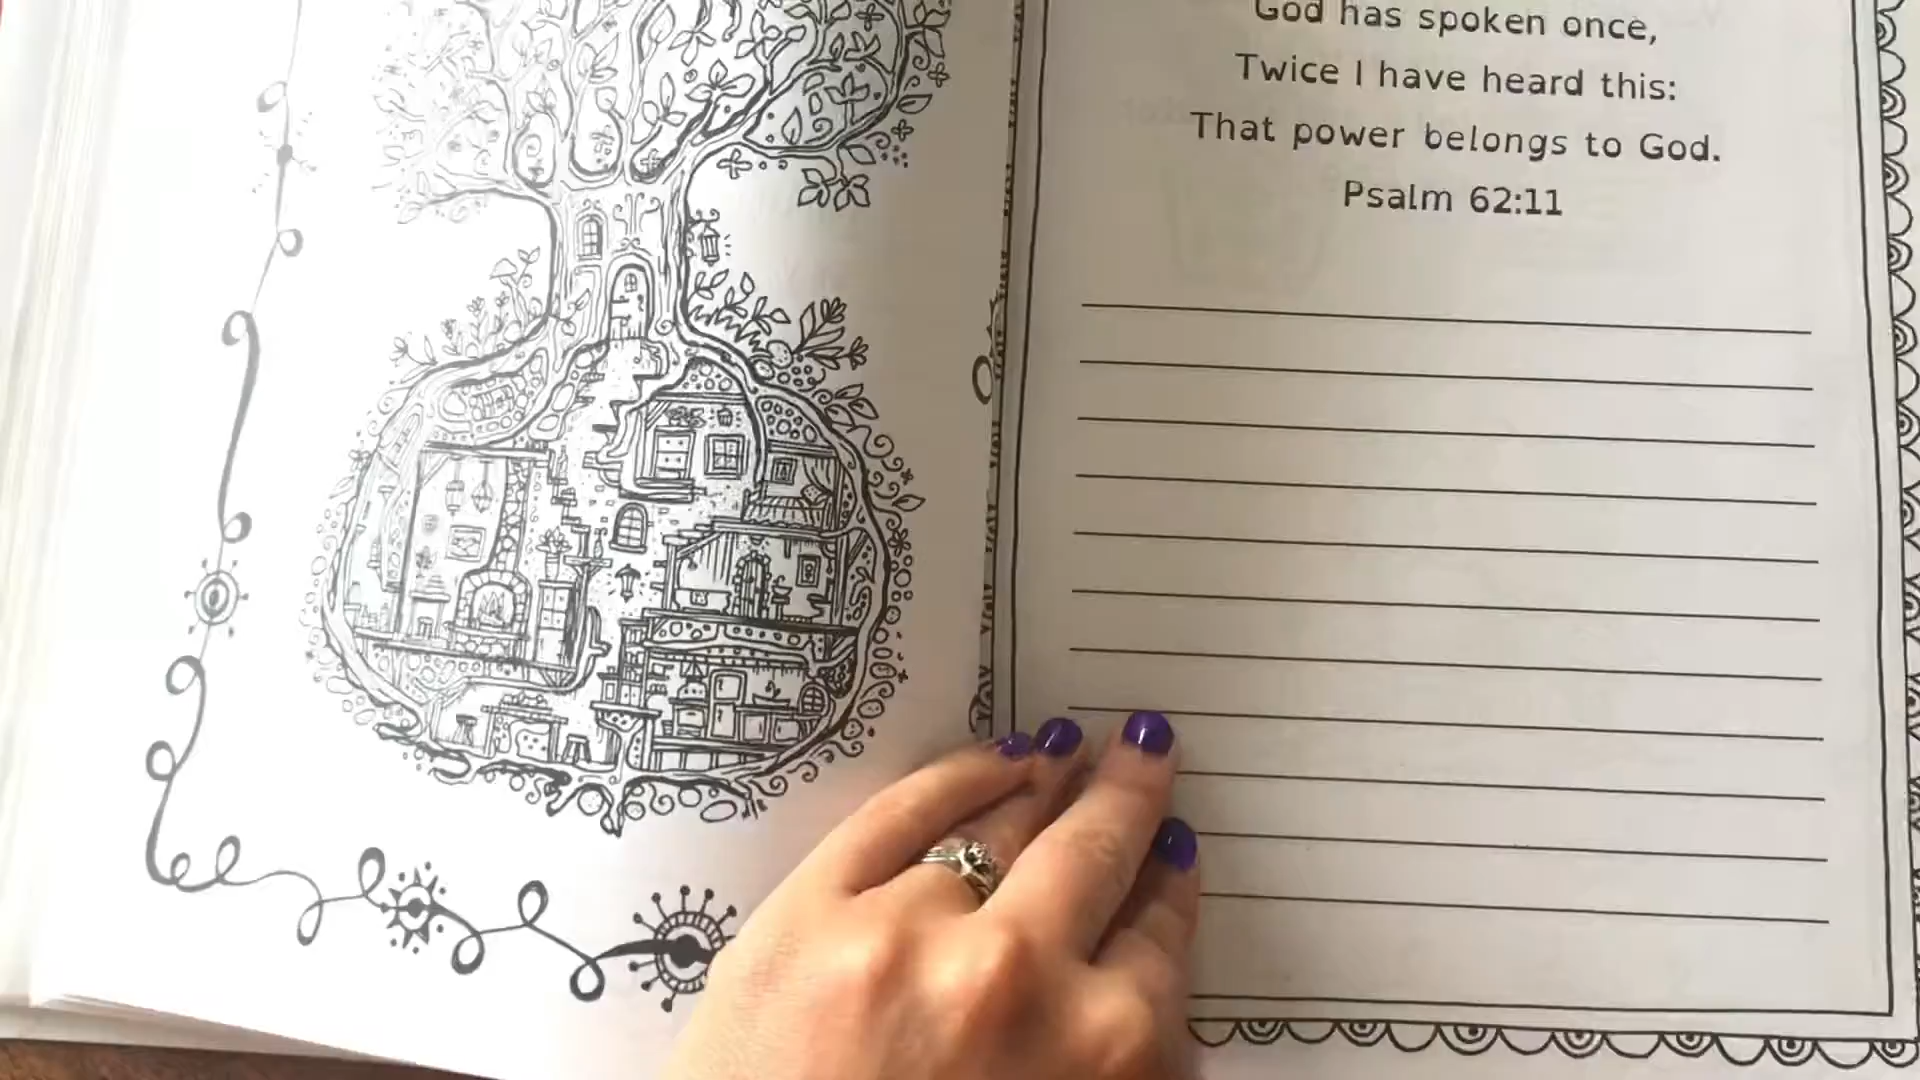 God has spoken once,
Twice I have heard this:
That power belongs to God.
Psalm 62:11